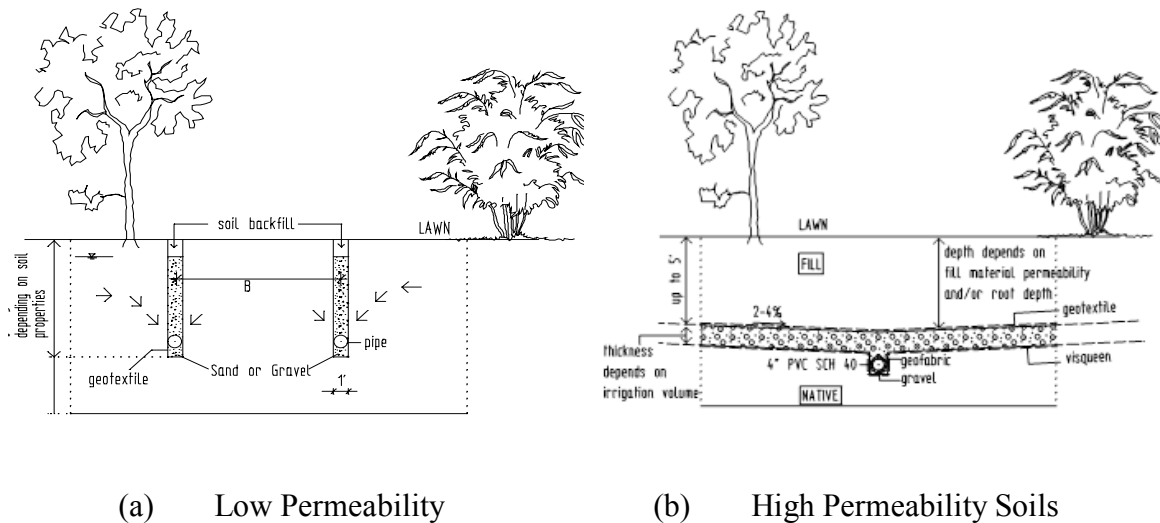 soil backfill
LAWN
B
depending on soil
properties
pipe
geotextile
Sand or Gravel
1'
LAWN
FILL
up to 5'
depth depends on
fill material permeability
and/or root depth
geotextile
2-4%
thickness
depends on
irrigation volume
4" PVC SCH 40
geofabric
gravel
visqueen
NATIVE
(a) Low Permeability
(b) High Permeability Soils